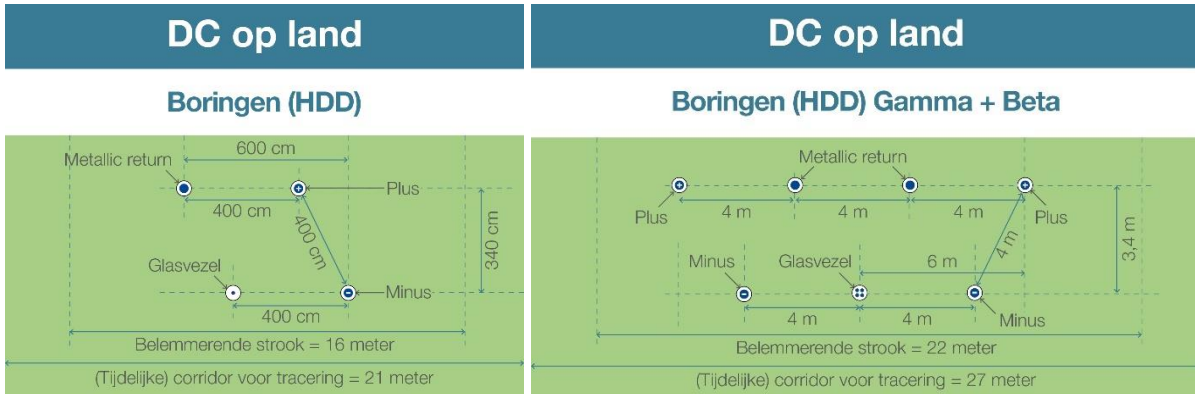 DC op land
Boringen (HDD)
600 cm
Metallic return
Plus
400 cm
400 cm
340 cm
Glasvezel
Minus
400 cm
Belemmerende strook = 16 meter
(Tijdelijke) corridor voor tracering = 21 meter
DC op land
Boringen (HDD) Gamma + Beta
Metallic return
Plus
4 m
4 m
4 m
Plus
4 m
3,4 m
Minus
Glasvezel
6 m
4 m
4 m
Minus
Belemmerende strook = 22 meter
(Tijdelijke) corridor voor tracering = 27 meter